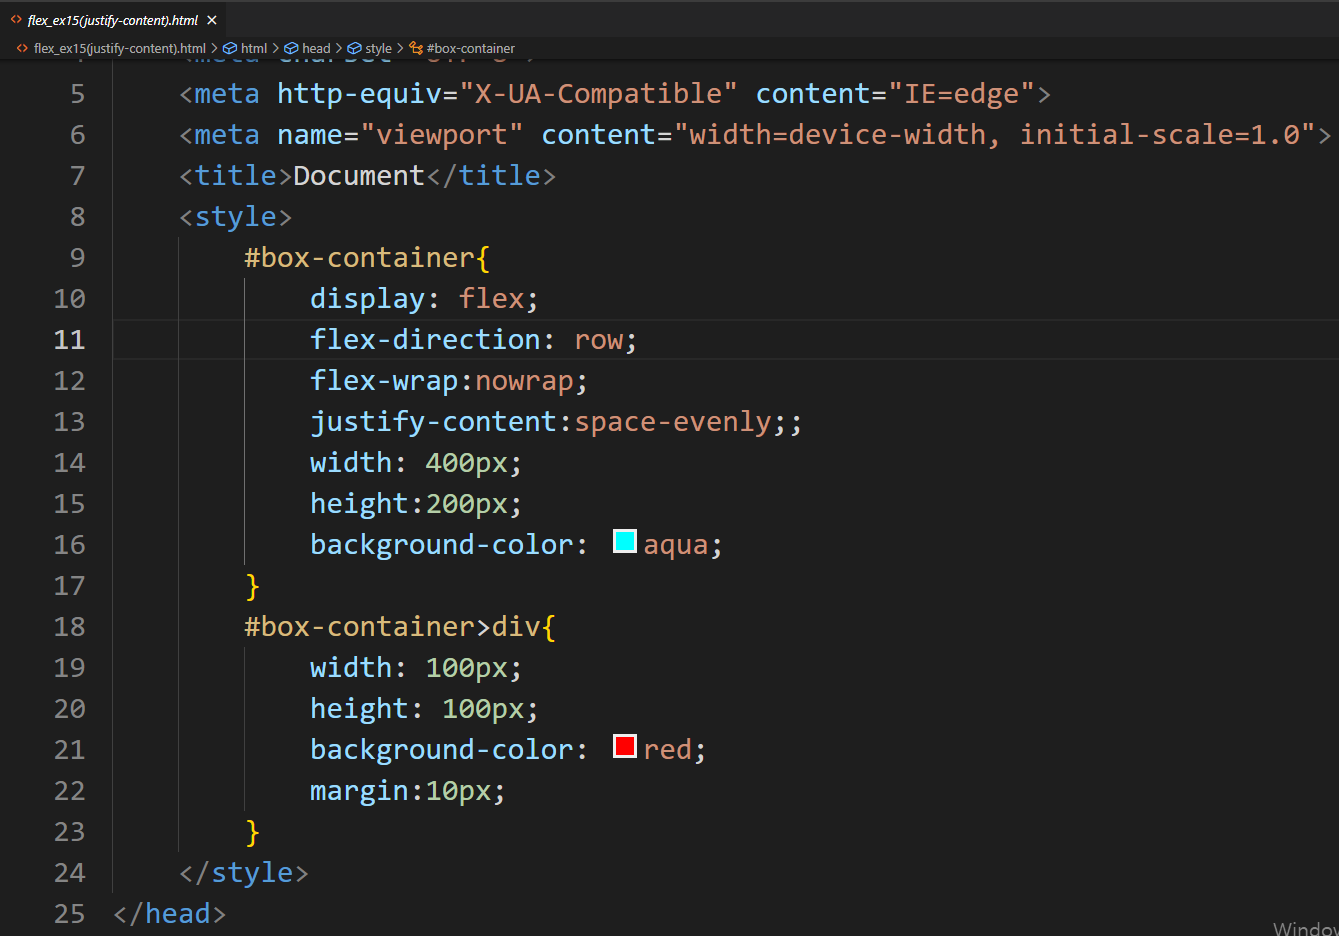 flex_ex15(justify-content).html
flex_ex15(justify-content).html > html > head > style > #box-container
5 <meta http-equiv="X-UA-Compatible" content="IE=edge">
6 <meta name="viewport" content="width=device-width, initial-scale=1.0">
7 <title>Document</title>
8 <style>
9 #box-container{
10 display: flex;
11 flex-direction: row;
12 flex-wrap:nowrap;
13 justify-content:space-evenly;;
14 width: 400px;
15 height:200px;
16 background-color: aqua;
17 }
18 #box-container>div{
19 width: 100px;
20 height: 100px;
21 background-color: red;
22 margin:10px;
23 }
24 </style>
25 </head>